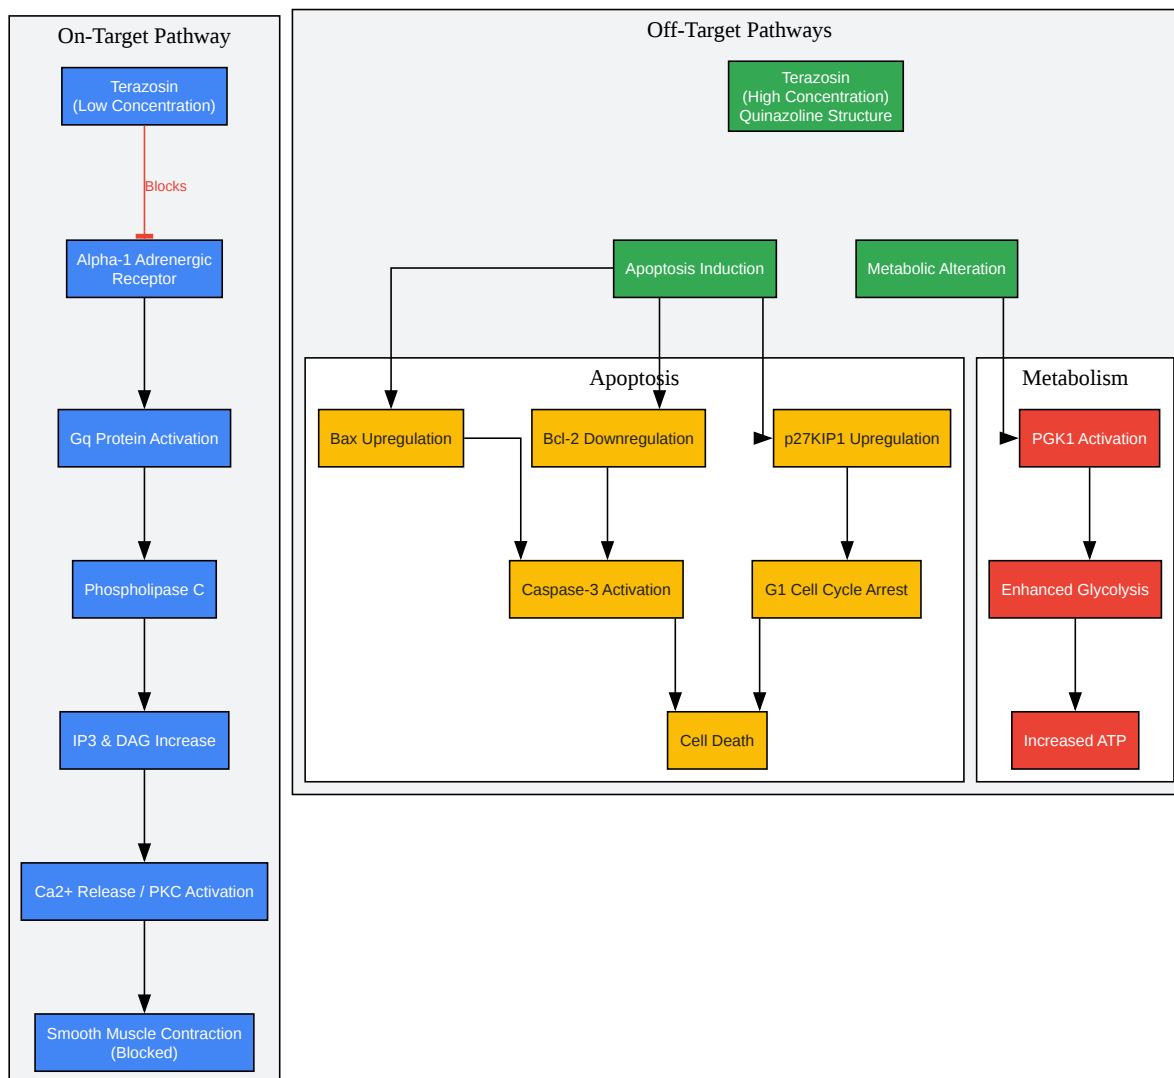 On-Target Pathway
Terazosin
(Low Concentration)
Blocks
Alpha-1 Adrenergic
Receptor
Gq Protein Activation
Phospholipase C
IP3 & DAG Increase
Ca2+ Release / PKC Activation
Smooth Muscle Contraction
(Blocked)
Off-Target Pathways
Terazosin
(High Concentration)
Quinazoline Structure
Apoptosis Induction
Metabolic Alteration
Apoptosis
Bax Upregulation
Bcl-2 Downregulation
p27KIP1 Upregulation
Caspase-3 Activation
G1 Cell Cycle Arrest
Cell Death
Metabolism
PGK1 Activation
Enhanced Glycolysis
Increased ATP